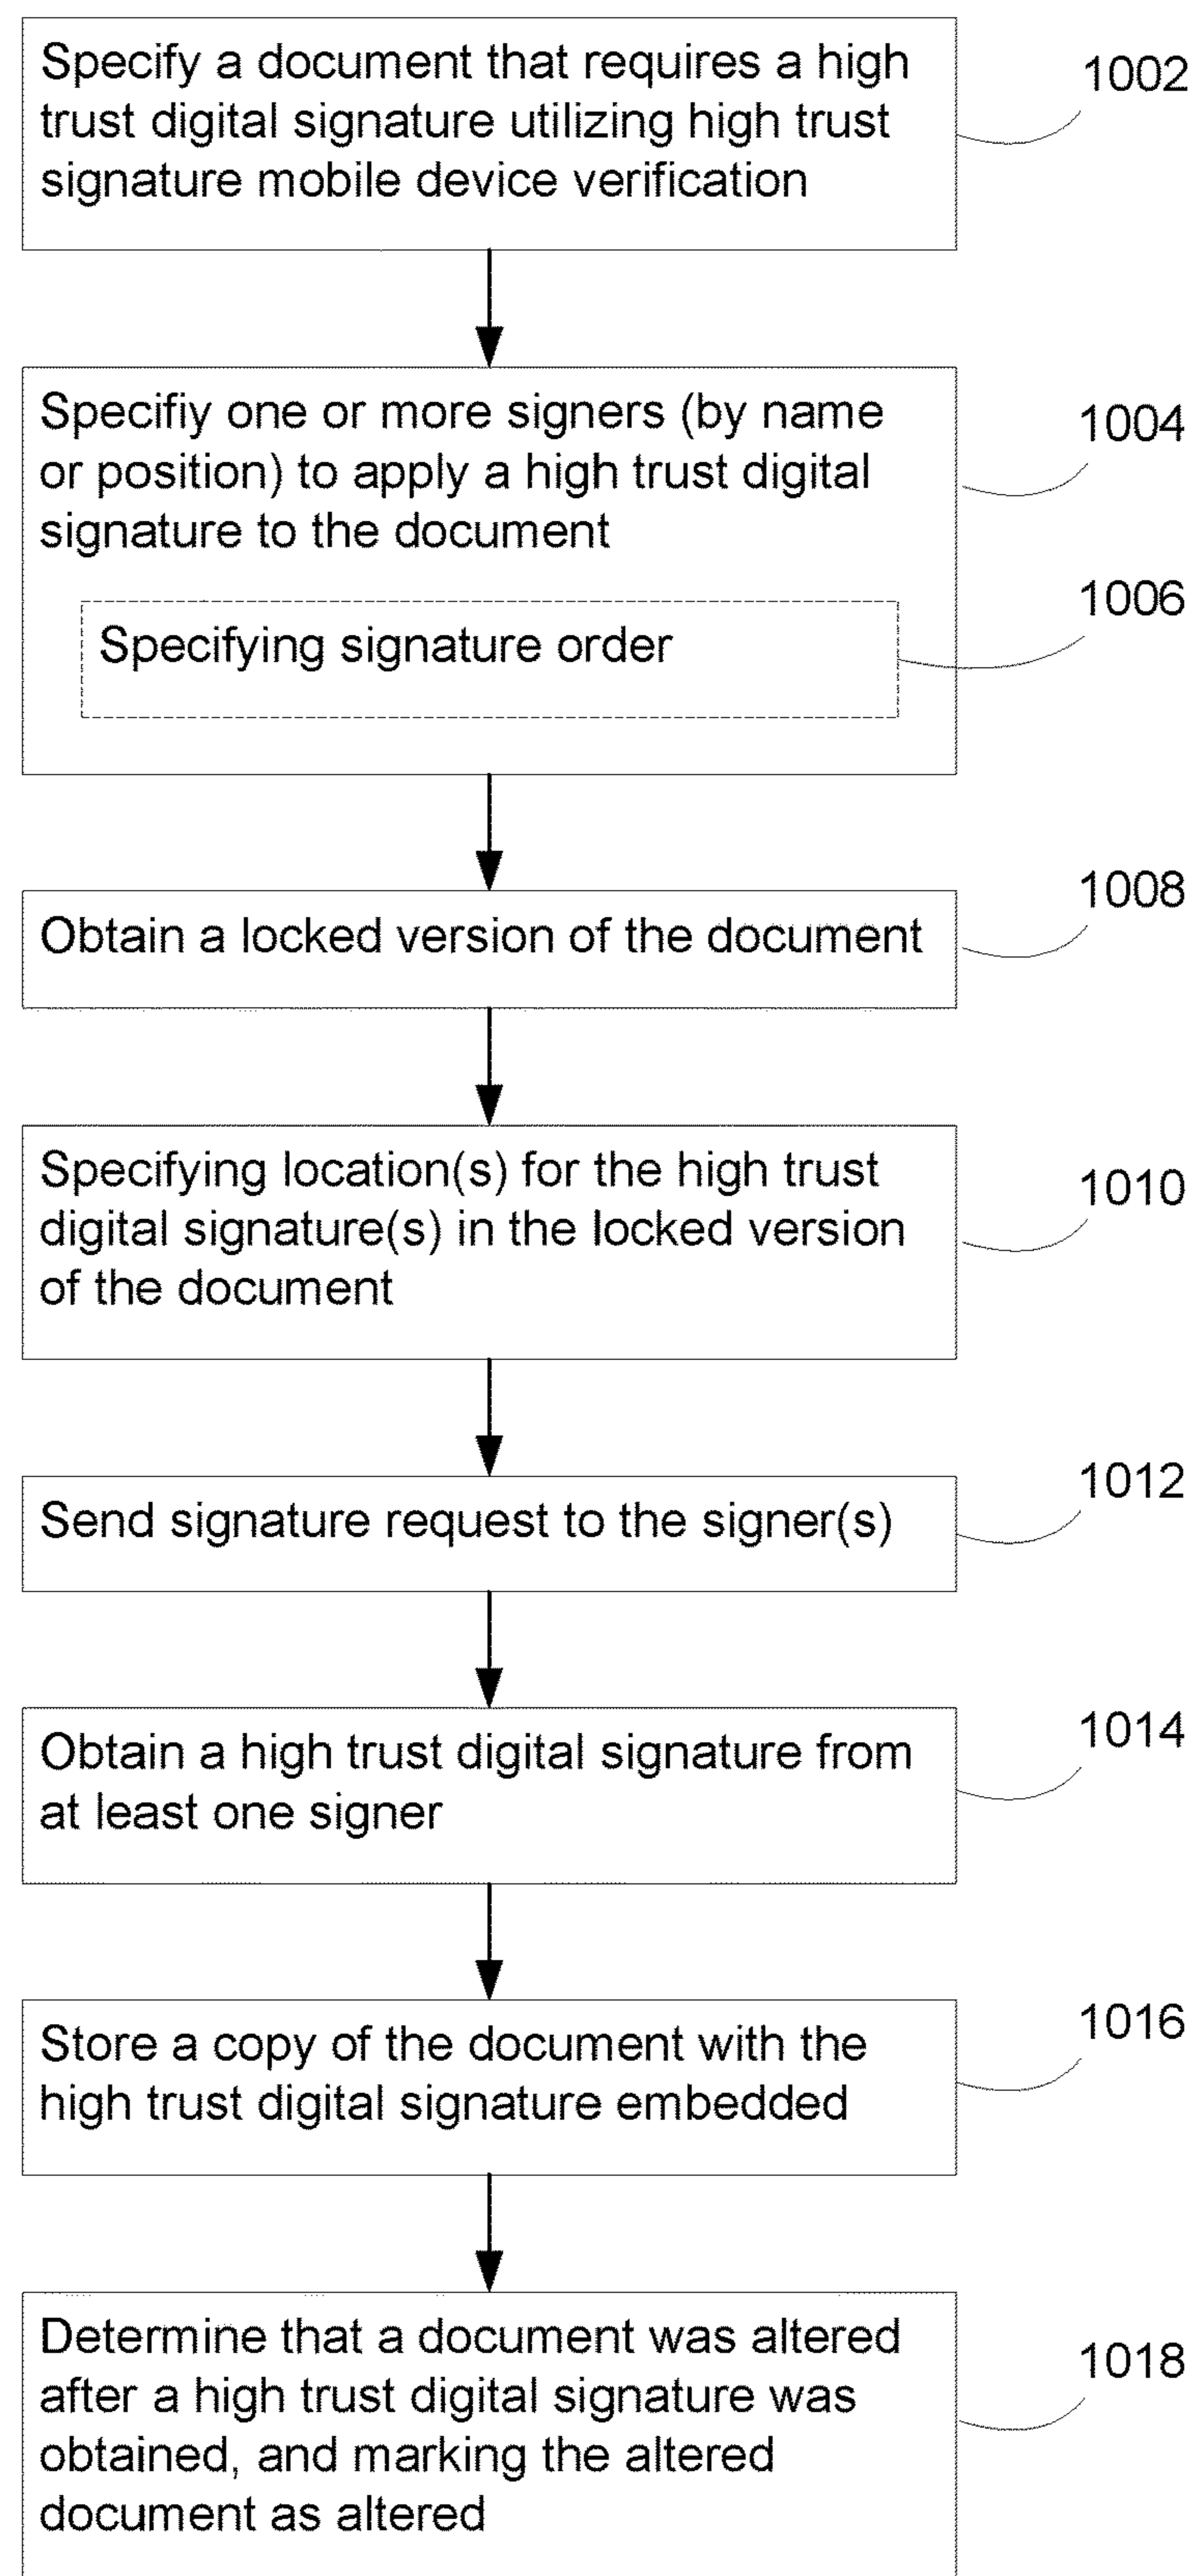 Specify a document that requires a high
trust digital signature utilizing high trust
signature mobile device verification
1002
Specifiy one or more signers (by name
or position) to apply a high trust digital
signature to the document
1004
Specifying signature order
1006
Obtain a locked version of the document
1008
Specifying location(s) for the high trust
digital signature(s) in the locked version
of the document
1010
Send signature request to the signer(s)
1012
Obtain a high trust digital signature from
at least one signer
1014
Store a copy of the document with the
high trust digital signature embedded
1016
Determine that a document was altered
after a high trust digital signature was
obtained, and marking the altered
document as altered
1018